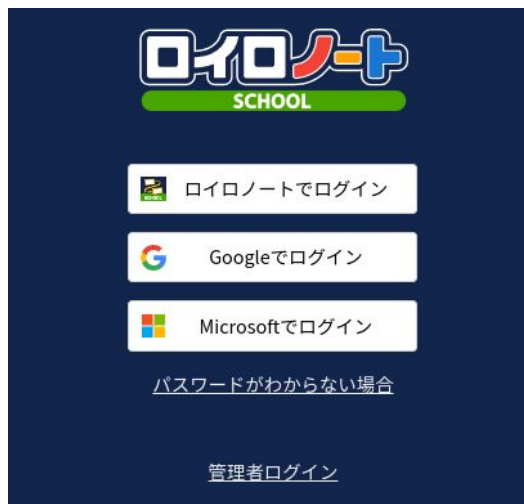 ロイロノート
SCHOOL
ロイロノートでログイン
Googleでログイン
Microsoftでログイン
パスワードがわからない場合
管理者ログイン